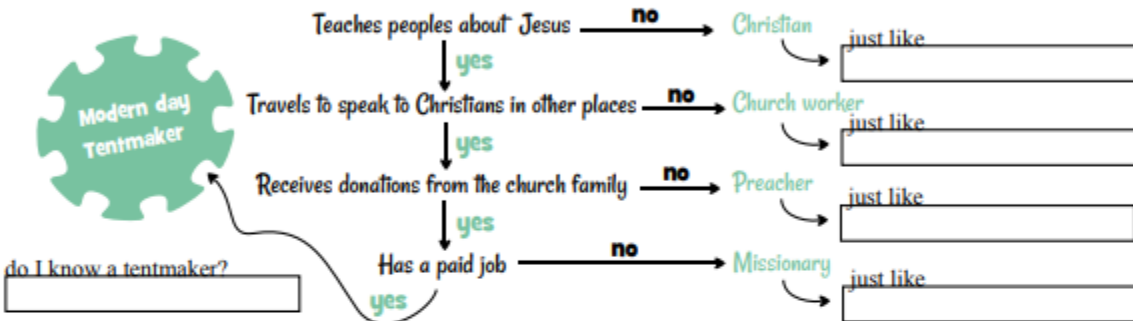 Teaches peoples about Jesus
no
Christian
just like
yes
Modern day
Tentmaker
Travels to speak to Christians in other places
no
Church worker
just like
yes
Receives donations from the church family
no
Preacher
just like
yes
Has a paid job
no
Missionary
just like
do I know a tentmaker?
yes